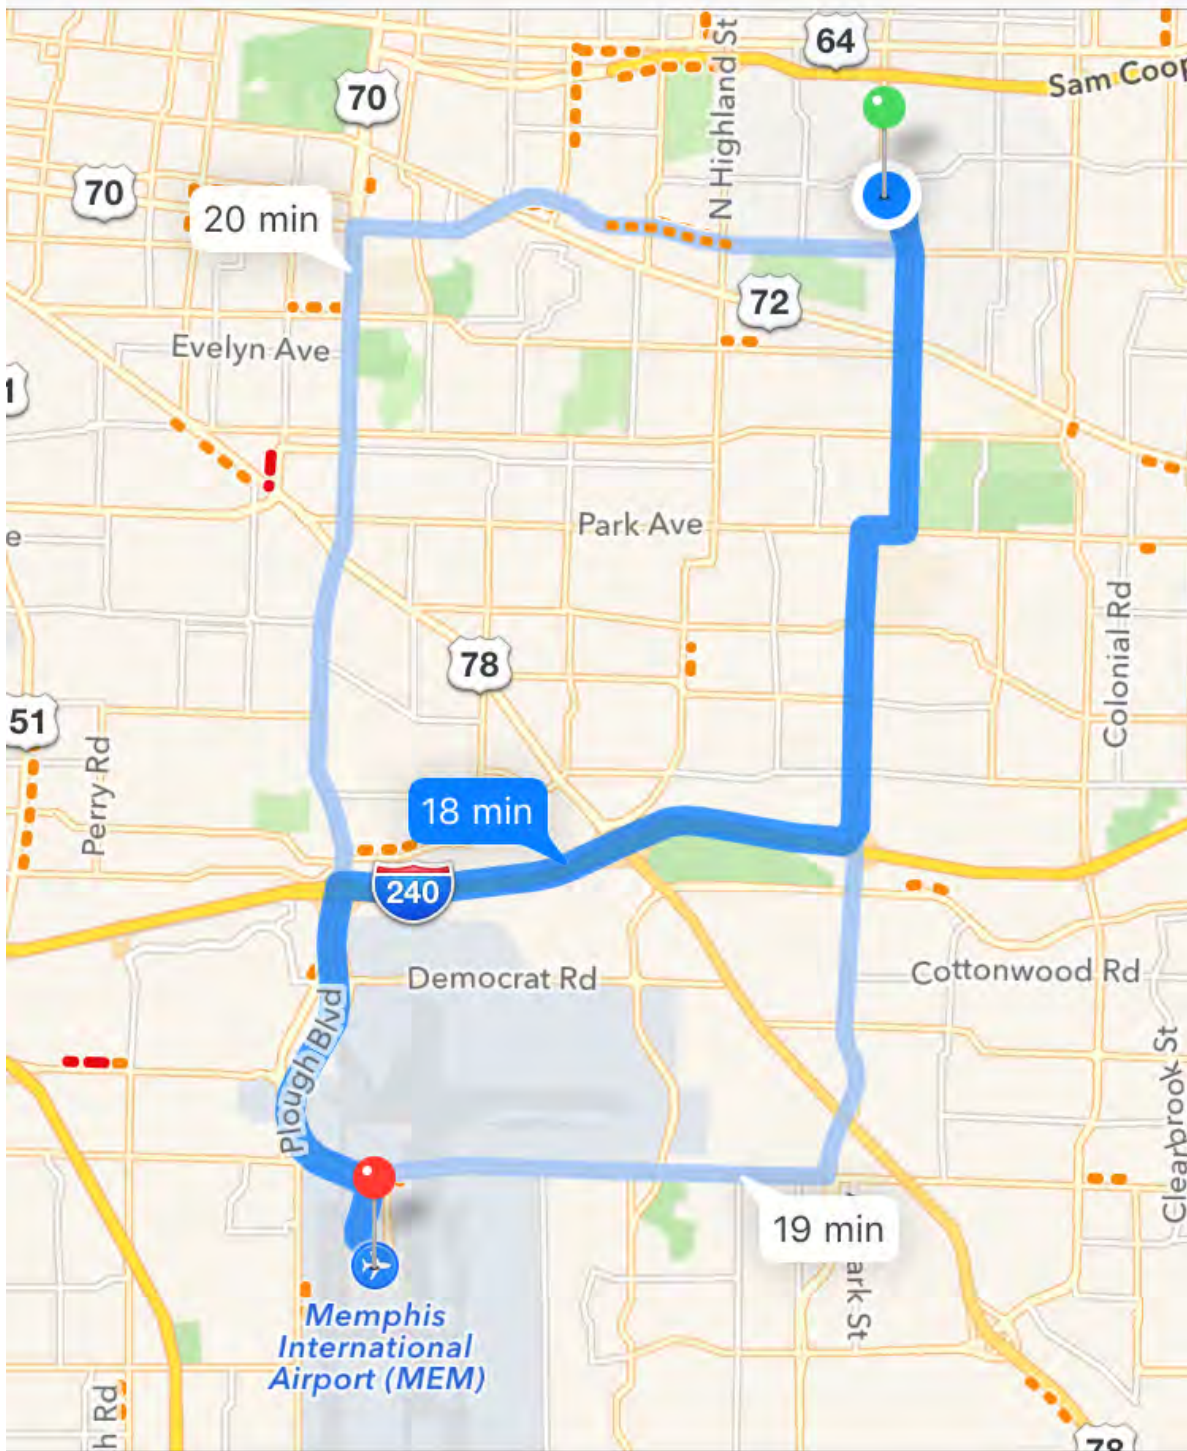 64
Sam Coop
N Highland St
70
70
20 min
72
Evelyn Ave
1
Park Ave
e
Colonial Rd
78
51
Perry Rd
18 min
240
Democrat Rd
Cottonwood Rd
Plough Blvd
Clearbrook St
19 min
ark St
Memphis
International
Airport (MEM)
h Rd
78